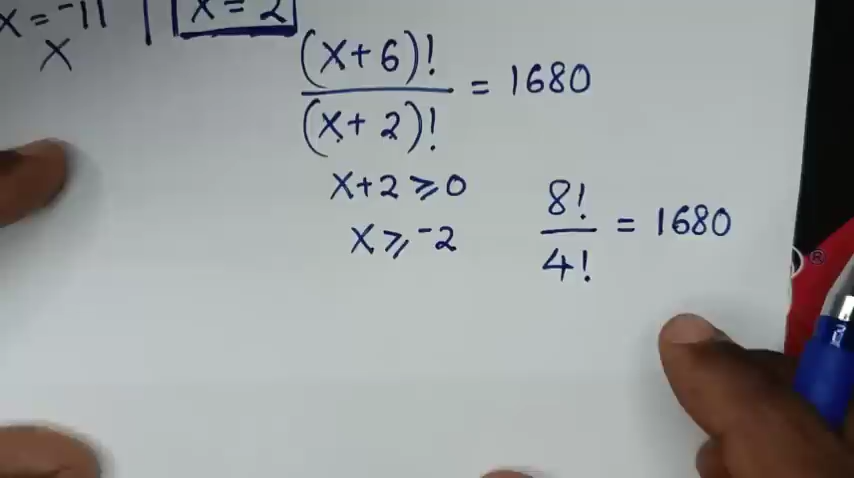 x = -11 | x = 2
x
(x+6)!
/(x+2)! = 1680
x+2 ⩾ 0
x ⩾ -2
8!/4! = 1680
®